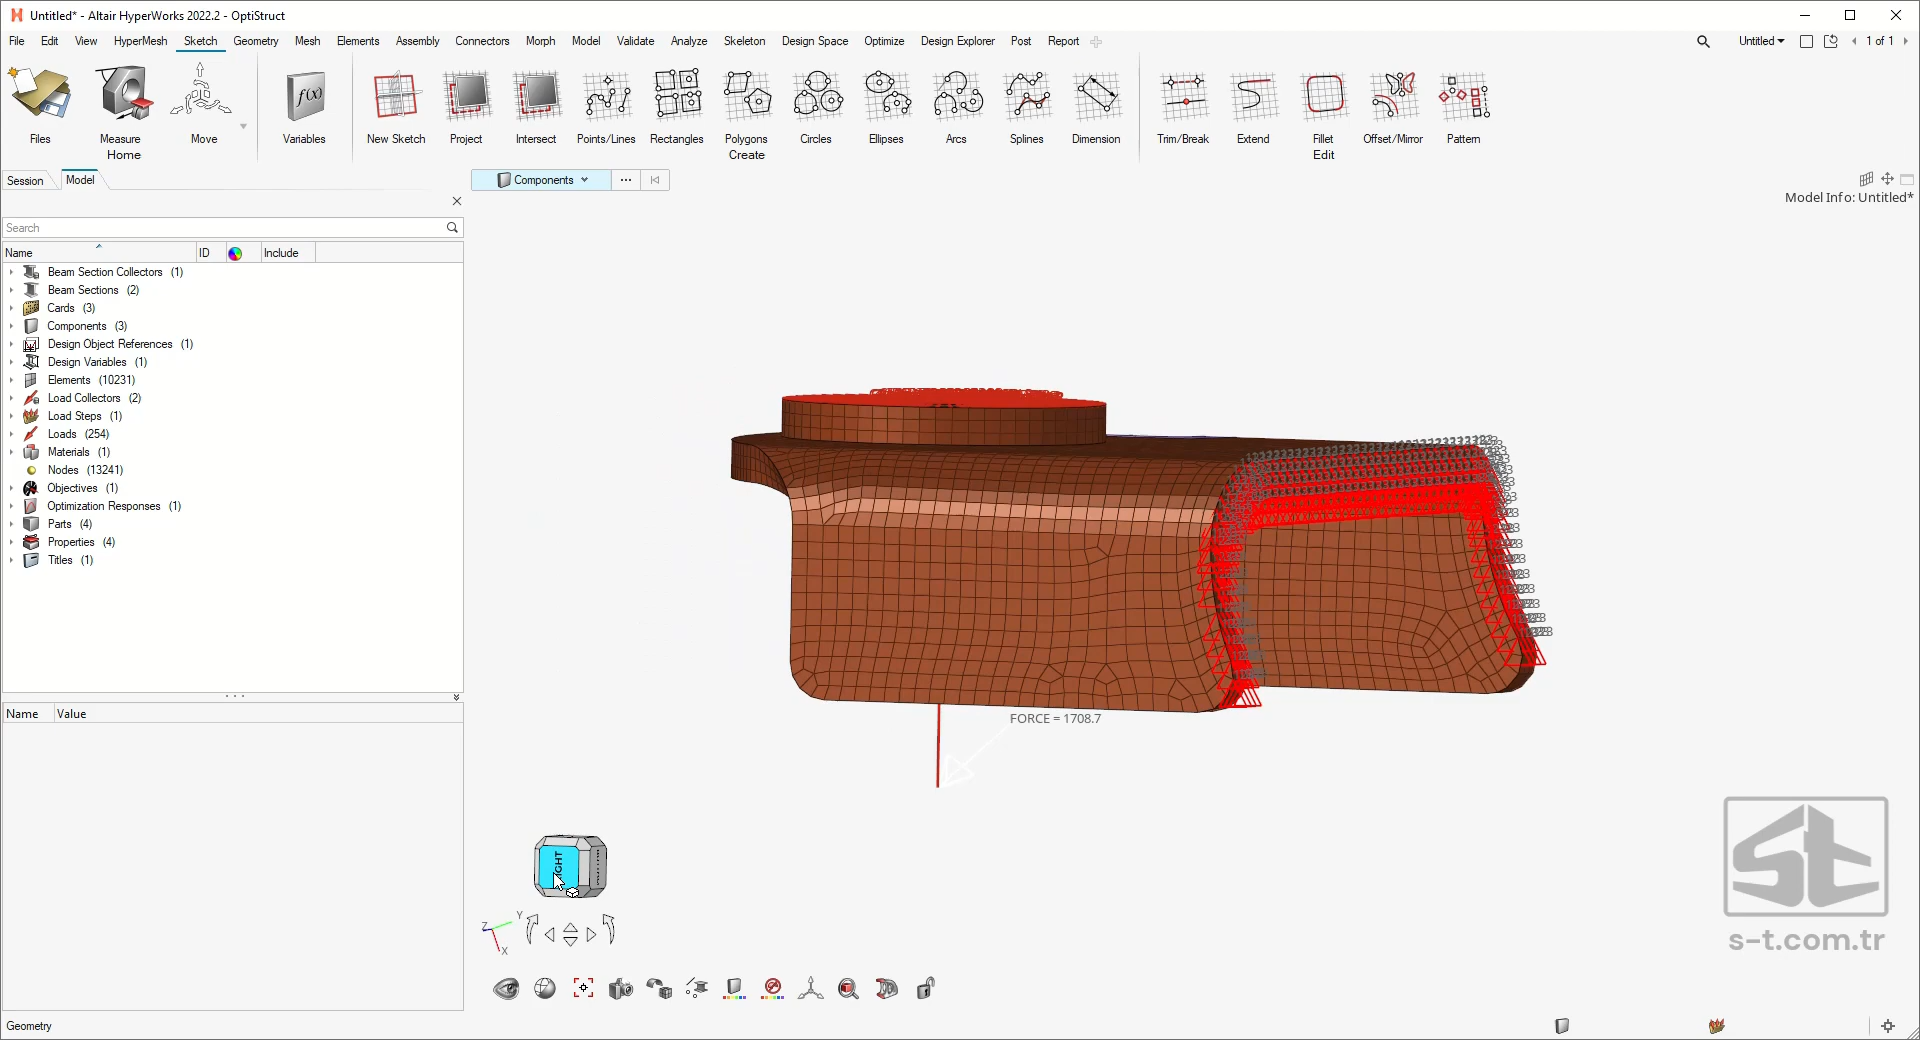 Untitled* - Altair HyperWorks 2022.2 - OptiStruct
File Edit View HyperMesh Sketch Geometry Mesh Elements Assembly Connectors Morph Model Validate Analyze Skeleton Design Space Optimize Design Explorer Post Report Untitled 1 of 1
f(x)
Files Measure Move Variables New Sketch Project Intersect Points/Lines Rectangles Polygons Circles Ellipses Arcs Splines Dimension Trim/Break Extend Fillet Offset/Mirror Pattern
Home Create Edit
Session Model Components
Model Info: Untitled*
Search
Name ID Include
Beam Section Collectors (1)
Beam Sections (2)
Cards (3)
Components (3)
Design Object References (1)
Design Variables (1)
Elements (10231)
Load Collectors (2)
Load Steps (1)
Loads (254)
Materials (1)
Nodes (13241)
Objectives (1)
Optimization Responses (1)
Parts (4)
Properties (4)
Titles (1)
Name Value
FORCE = 1708.7
Z Y X
st
s-t.com.tr
Geometry